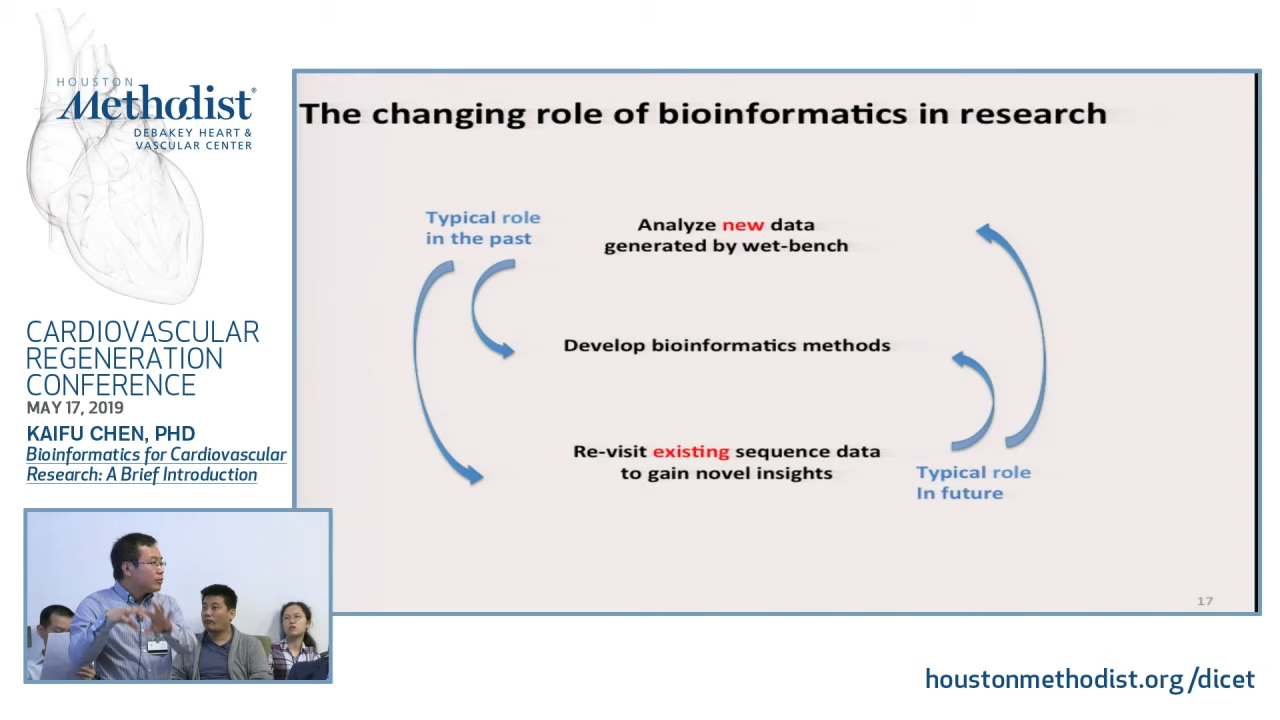 HOUSTON
Methodist®
DEBAKEY HEART &
VASCULAR CENTER
CARDIOVASCULAR
REGENERATION
CONFERENCE
MAY 17, 2019
KAIFU CHEN, PHD
Bioinformatics for Cardiovascular
Research: A Brief Introduction
The changing role of bioinformatics in research
Typical role
in the past
Analyze new data
generated by wet-bench
Develop bioinformatics methods
Re-visit existing sequence data
to gain novel insights
Typical role
In future
17
houstonmethodist.org/dicet